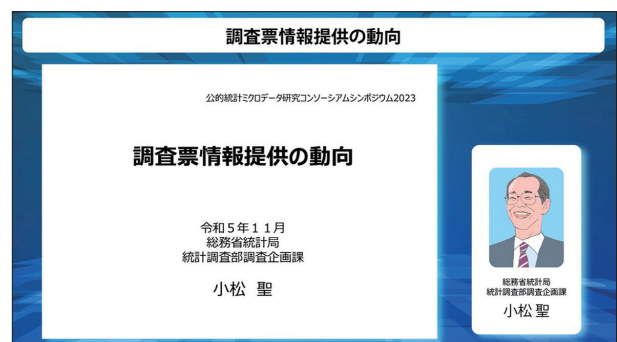 調査票情報提供の動向
公的統計ミクロデータ研究コンソーシアムシンポジウム2023
調査票情報提供の動向
令和5年11月
総務省統計局
統計調査部調査企画課
小松 聖
総務省統計局
統計調査部調査企画課
小松 聖